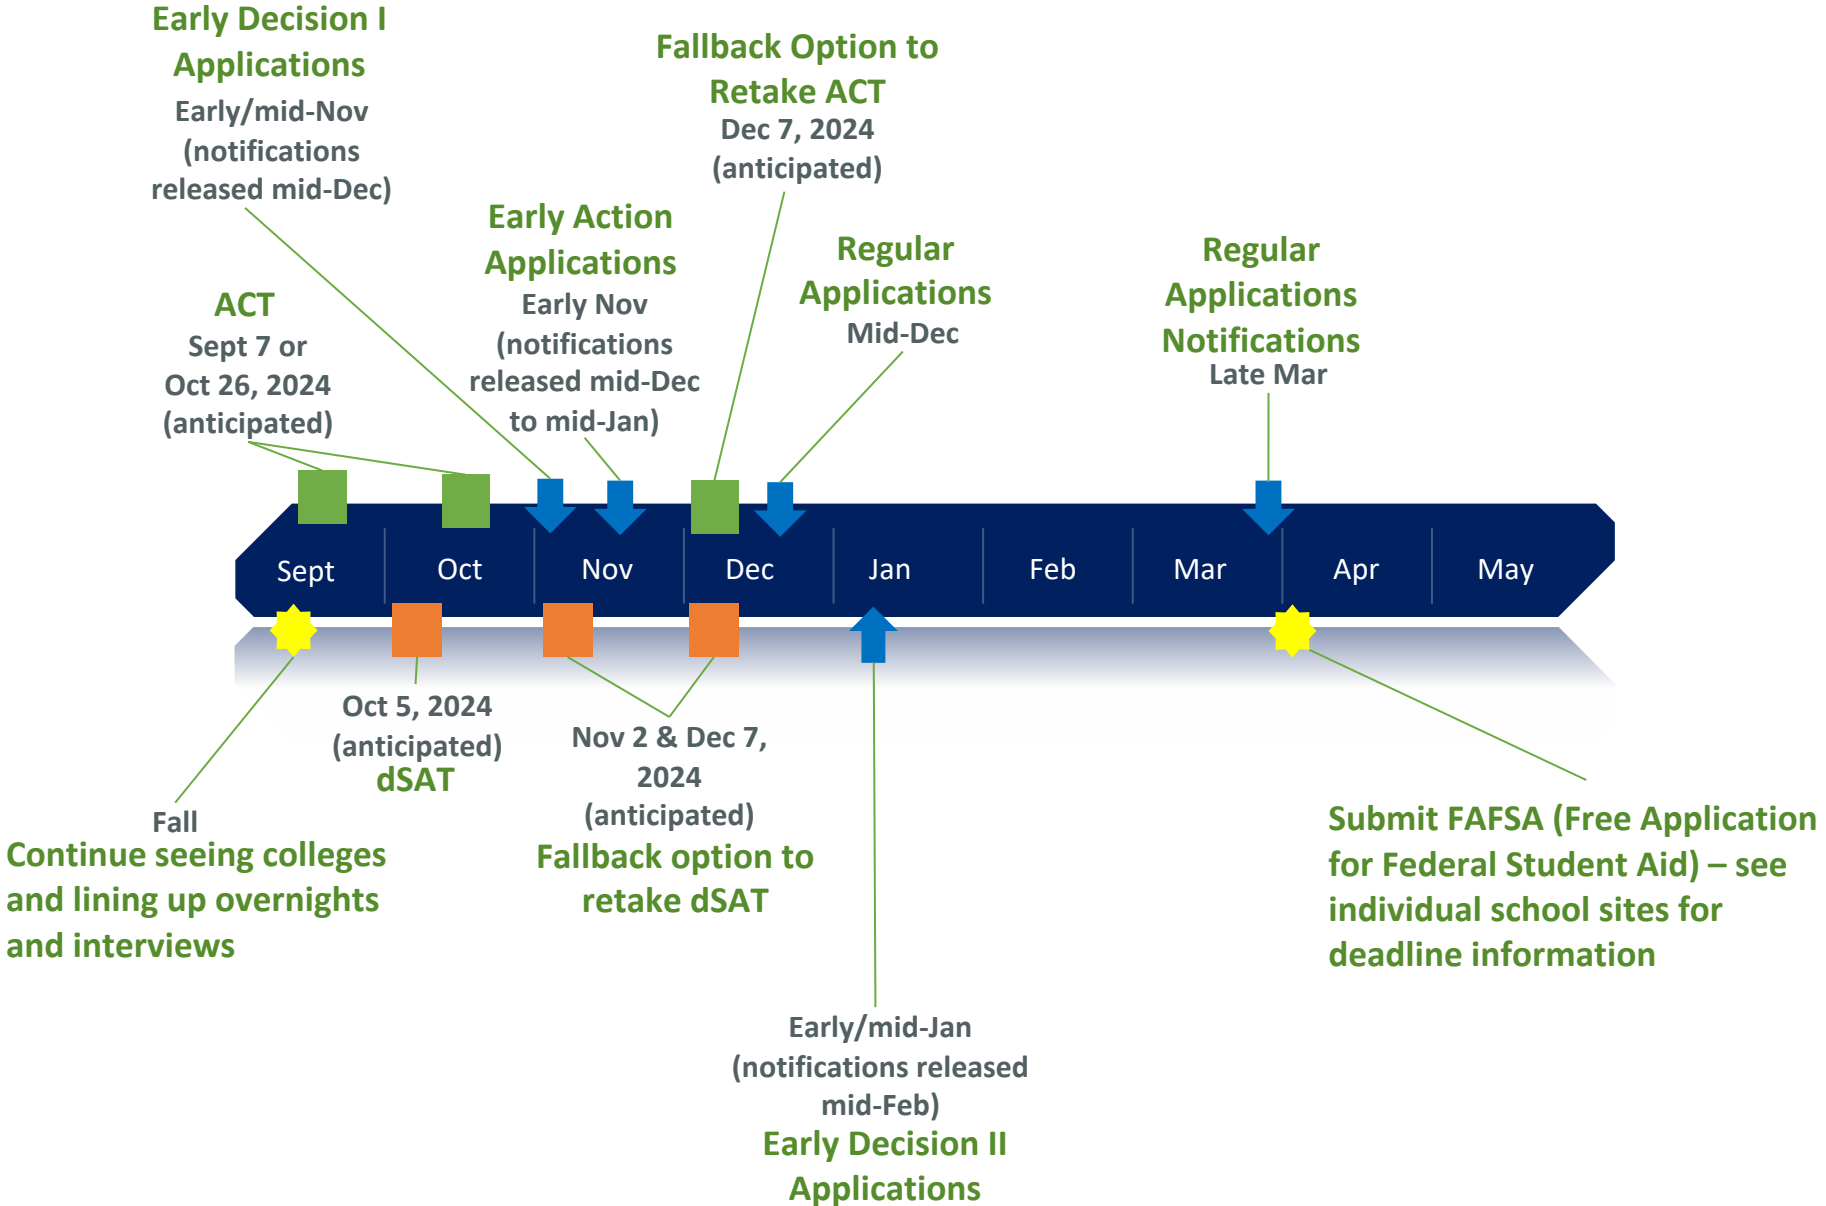 Early Decision I
Applications
Early/mid-Nov
(notifications
released mid-Dec)
Fallback Option to
Retake ACT
Dec 7, 2024
(anticipated)
Early Action
Applications
Early Nov
(notifications
released mid-Dec
to mid-Jan)
Regular
Applications
Mid-Dec
Regular
Applications
Notifications
Late Mar
ACT
Sept 7 or
Oct 26, 2024
(anticipated)
Sept
Oct
Nov
Dec
Jan
Feb
Mar
Apr
May
Fall
Continue seeing colleges
and lining up overnights
and interviews
Oct 5, 2024
(anticipated)
dSAT
Nov 2 & Dec 7,
2024
(anticipated)
Fallback option to
retake dSAT
Early/mid-Jan
(notifications released
mid-Feb)
Early Decision II
Applications
Submit FAFSA (Free Application
for Federal Student Aid) – see
individual school sites for
deadline information